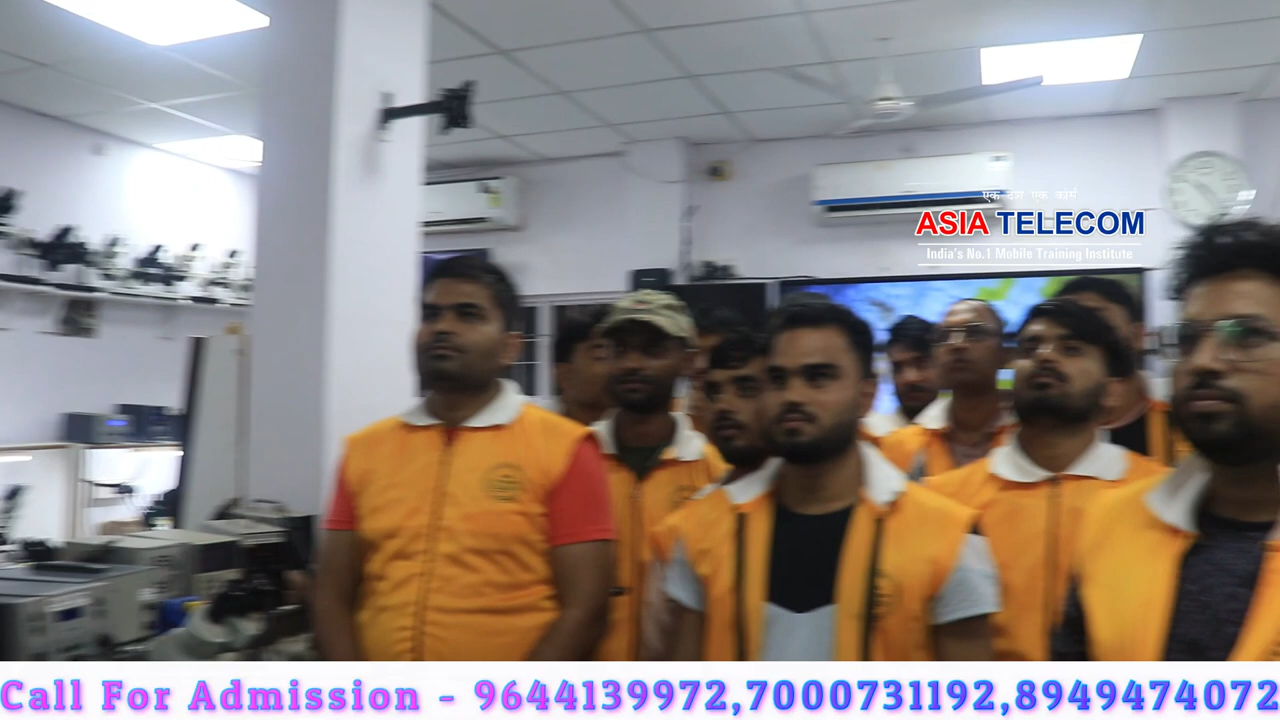 एक देश एक कार्य
ASIA TELECOM
India's No.1 Mobile Training Institute
Call For Admission - 9644139972,7000731192,8949474072